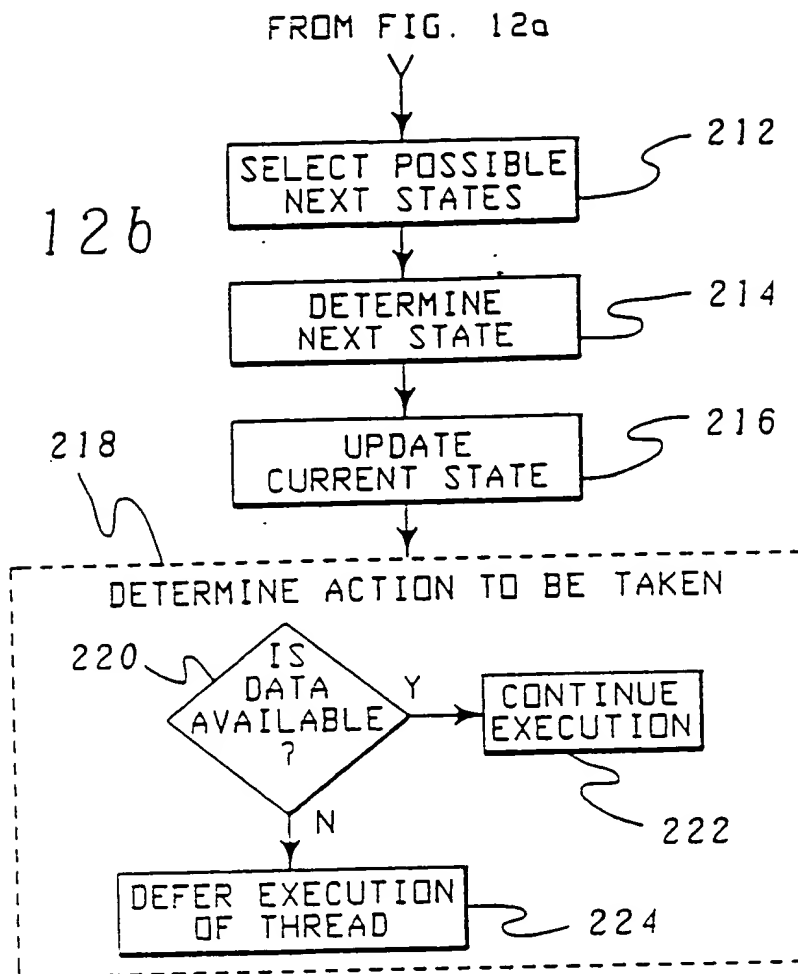 FROM FIG. 12a
SELECT POSSIBLE
NEXT STATES
212
12b
DETERMINE
NEXT STATE
214
UPDATE
CURRENT STATE
216
218
DETERMINE ACTION TO BE TAKEN
220
IS
DATA
AVAILABLE
?
Y
CONTINUE
EXECUTION
222
N
DEFER EXECUTION
OF THREAD
224